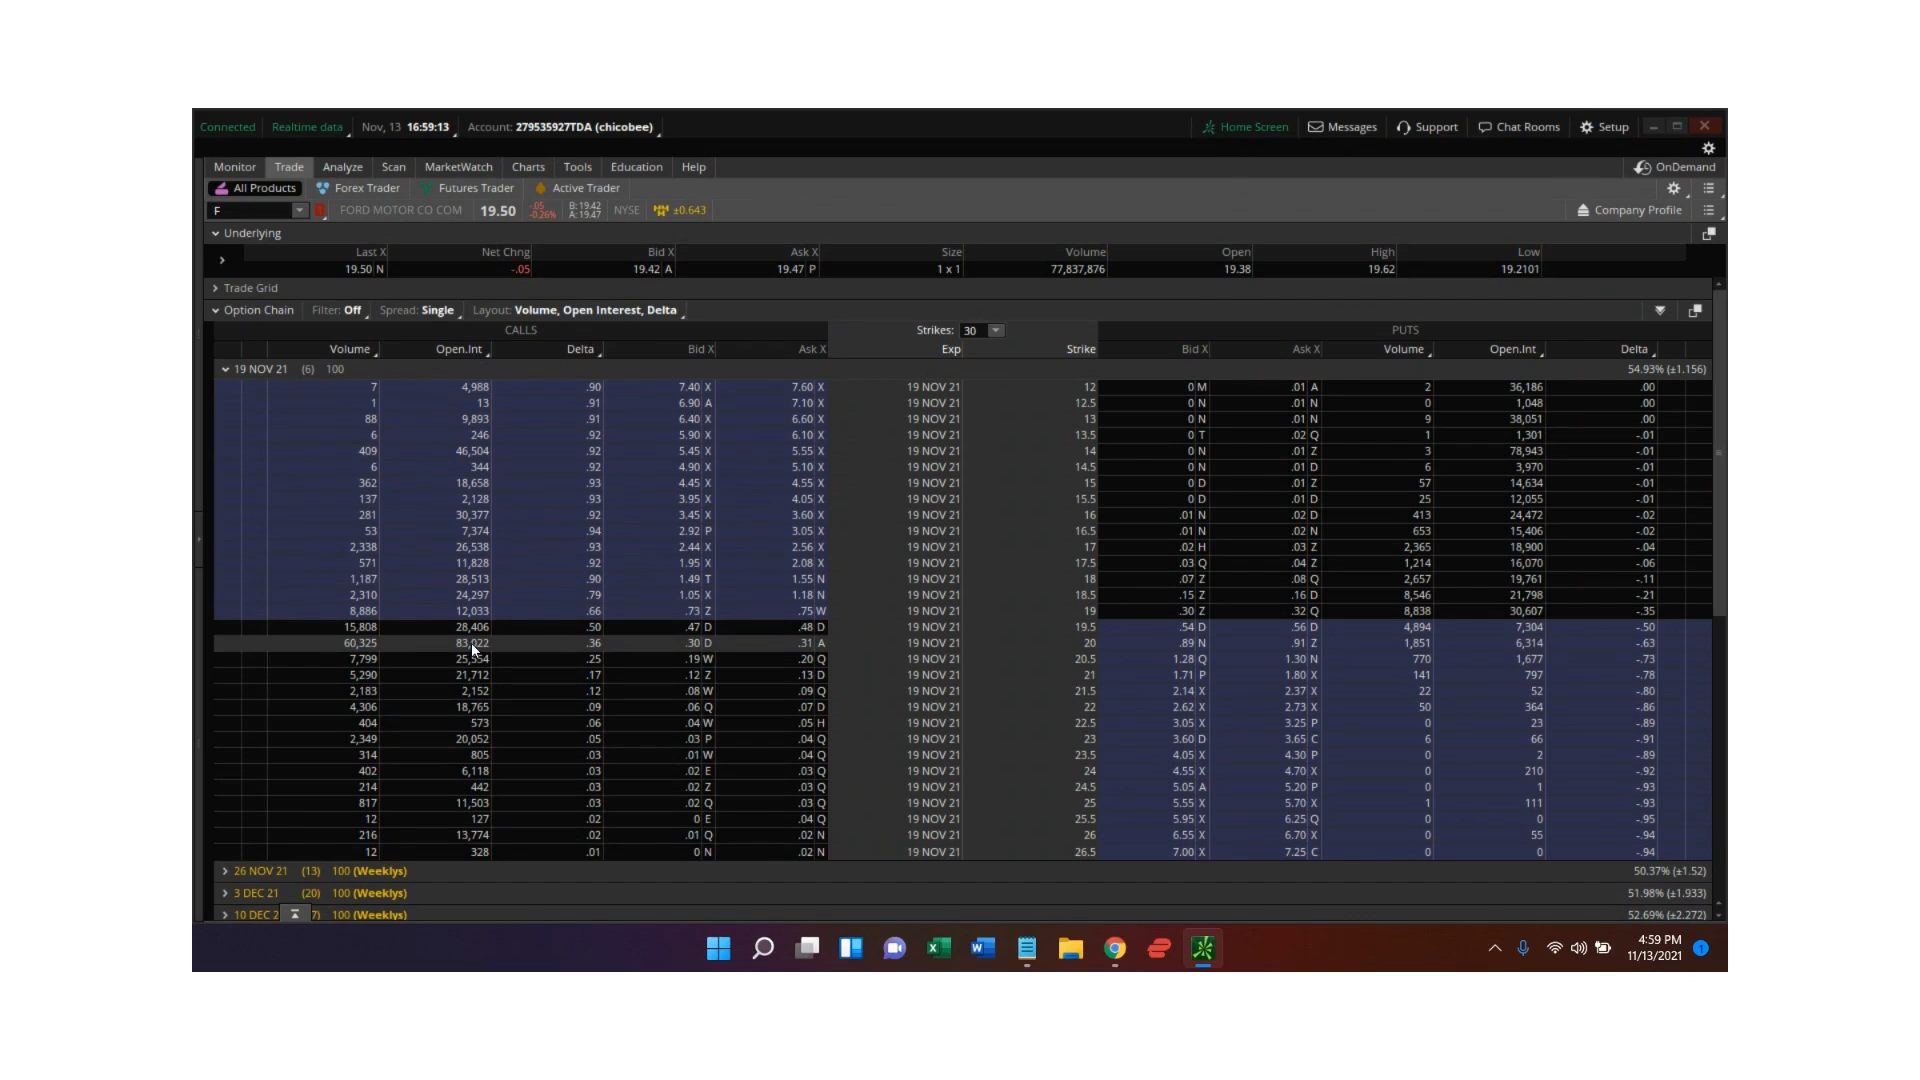 Connected Realtime data Nov, 13 16:59:13 Account: 279535927TDA (chicobee) Home Screen Messages Support Chat Rooms Setup
Monitor Trade Analyze Scan MarketWatch Charts Tools Education Help OnDemand
All Products Forex Trader Futures Trader Active Trader
F FORD MOTOR CO COM 19.50 -.05 -0.26% B: 19.42 A: 19.47 NYSE ±0.643 Company Profile
Underlying
Last X Net Chng Bid X Ask X Size Volume Open High Low
19.50 N -.05 19.42 A 19.47 P 1 x 1 77,837,876 19.38 19.62 19.2101
Trade Grid
Option Chain Filter: Off Spread: Single Layout: Volume, Open Interest, Delta
CALLS Strikes: 30 PUTS
Volume Open.Int Delta Bid X Ask X Exp Strike Bid X Ask X Volume Open.Int Delta
19 NOV 21 (6) 100 54.93% (±1.156)
7 4,988 .90 7.40 X 7.60 X 19 NOV 21 12 0 M .01 A 2 36,186 .00
1 13 .91 6.90 A 7.10 X 19 NOV 21 12.5 0 N .01 N 0 1,048 .00
88 9,893 .91 6.40 X 6.60 X 19 NOV 21 13 0 N .01 N 9 38,051 .00
6 246 .92 5.90 X 6.10 X 19 NOV 21 13.5 0 T .02 Q 1 1,301 -.01
409 46,504 .92 5.45 X 5.55 X 19 NOV 21 14 0 N .01 Z 3 78,943 -.01
6 344 .92 4.90 X 5.10 X 19 NOV 21 14.5 0 N .01 D 6 3,970 -.01
362 18,658 .93 4.45 X 4.55 X 19 NOV 21 15 0 D .01 Z 57 14,634 -.01
137 2,128 .93 3.95 X 4.05 X 19 NOV 21 15.5 0 D .01 D 25 12,055 -.01
281 30,377 .92 3.45 X 3.60 X 19 NOV 21 16 .01 N .02 D 413 24,472 -.02
53 7,374 .94 2.92 P 3.05 X 19 NOV 21 16.5 .01 N .02 N 653 15,406 -.02
2,338 26,538 .93 2.44 X 2.56 X 19 NOV 21 17 .02 H .03 Z 2,365 18,900 -.04
571 11,828 .92 1.95 X 2.08 X 19 NOV 21 17.5 .03 Q .04 Z 1,214 16,070 -.06
1,187 28,513 .90 1.49 T 1.55 N 19 NOV 21 18 .07 Z .08 Q 2,657 19,761 -.11
2,310 24,297 .79 1.05 X 1.18 N 19 NOV 21 18.5 .15 Z .16 D 8,546 21,798 -.21
8,886 12,033 .66 .73 Z .75 W 19 NOV 21 19 .30 Z .32 Q 8,838 30,607 -.35
15,808 28,406 .50 .47 D .48 D 19 NOV 21 19.5 .54 D .56 D 4,894 7,304 -.50
60,325 83,022 .36 .30 D .31 A 19 NOV 21 20 .89 N .91 Z 1,851 6,314 -.63
7,799 25,554 .25 .19 W .20 Q 19 NOV 21 20.5 1.28 Q 1.30 N 770 1,677 -.73
5,290 21,712 .17 .12 Z .13 D 19 NOV 21 21 1.71 P 1.80 X 141 797 -.78
2,183 2,152 .12 .08 W .09 Q 19 NOV 21 21.5 2.14 X 2.37 X 22 52 -.80
4,306 18,765 .09 .06 Q .07 D 19 NOV 21 22 2.62 X 2.73 X 50 364 -.86
404 573 .06 .04 W .05 H 19 NOV 21 22.5 3.05 X 3.25 P 0 23 -.89
2,349 20,052 .05 .03 P .04 Q 19 NOV 21 23 3.60 D 3.65 C 6 66 -.91
314 805 .03 .01 W .04 Q 19 NOV 21 23.5 4.05 X 4.30 P 0 2 -.89
402 6,118 .03 .02 E .03 Q 19 NOV 21 24 4.55 X 4.70 X 0 210 -.92
214 442 .03 .02 Z .03 Q 19 NOV 21 24.5 5.05 A 5.20 P 0 1 -.93
817 11,503 .03 .02 Q .03 Q 19 NOV 21 25 5.55 X 5.70 X 1 111 -.93
12 127 .02 0 E .04 Q 19 NOV 21 25.5 5.95 X 6.25 Q 0 0 -.95
216 13,774 .02 .01 Q .02 N 19 NOV 21 26 6.55 X 6.70 X 0 55 -.94
12 328 .01 0 N .02 N 19 NOV 21 26.5 7.00 X 7.25 C 0 0 -.94
26 NOV 21 (13) 100 (Weeklys) 50.37% (±1.52)
3 DEC 21 (20) 100 (Weeklys) 51.98% (±1.933)
10 DEC 2 7) 100 (Weeklys) 52.69% (±2.272)
4:59 PM
11/13/2021 1